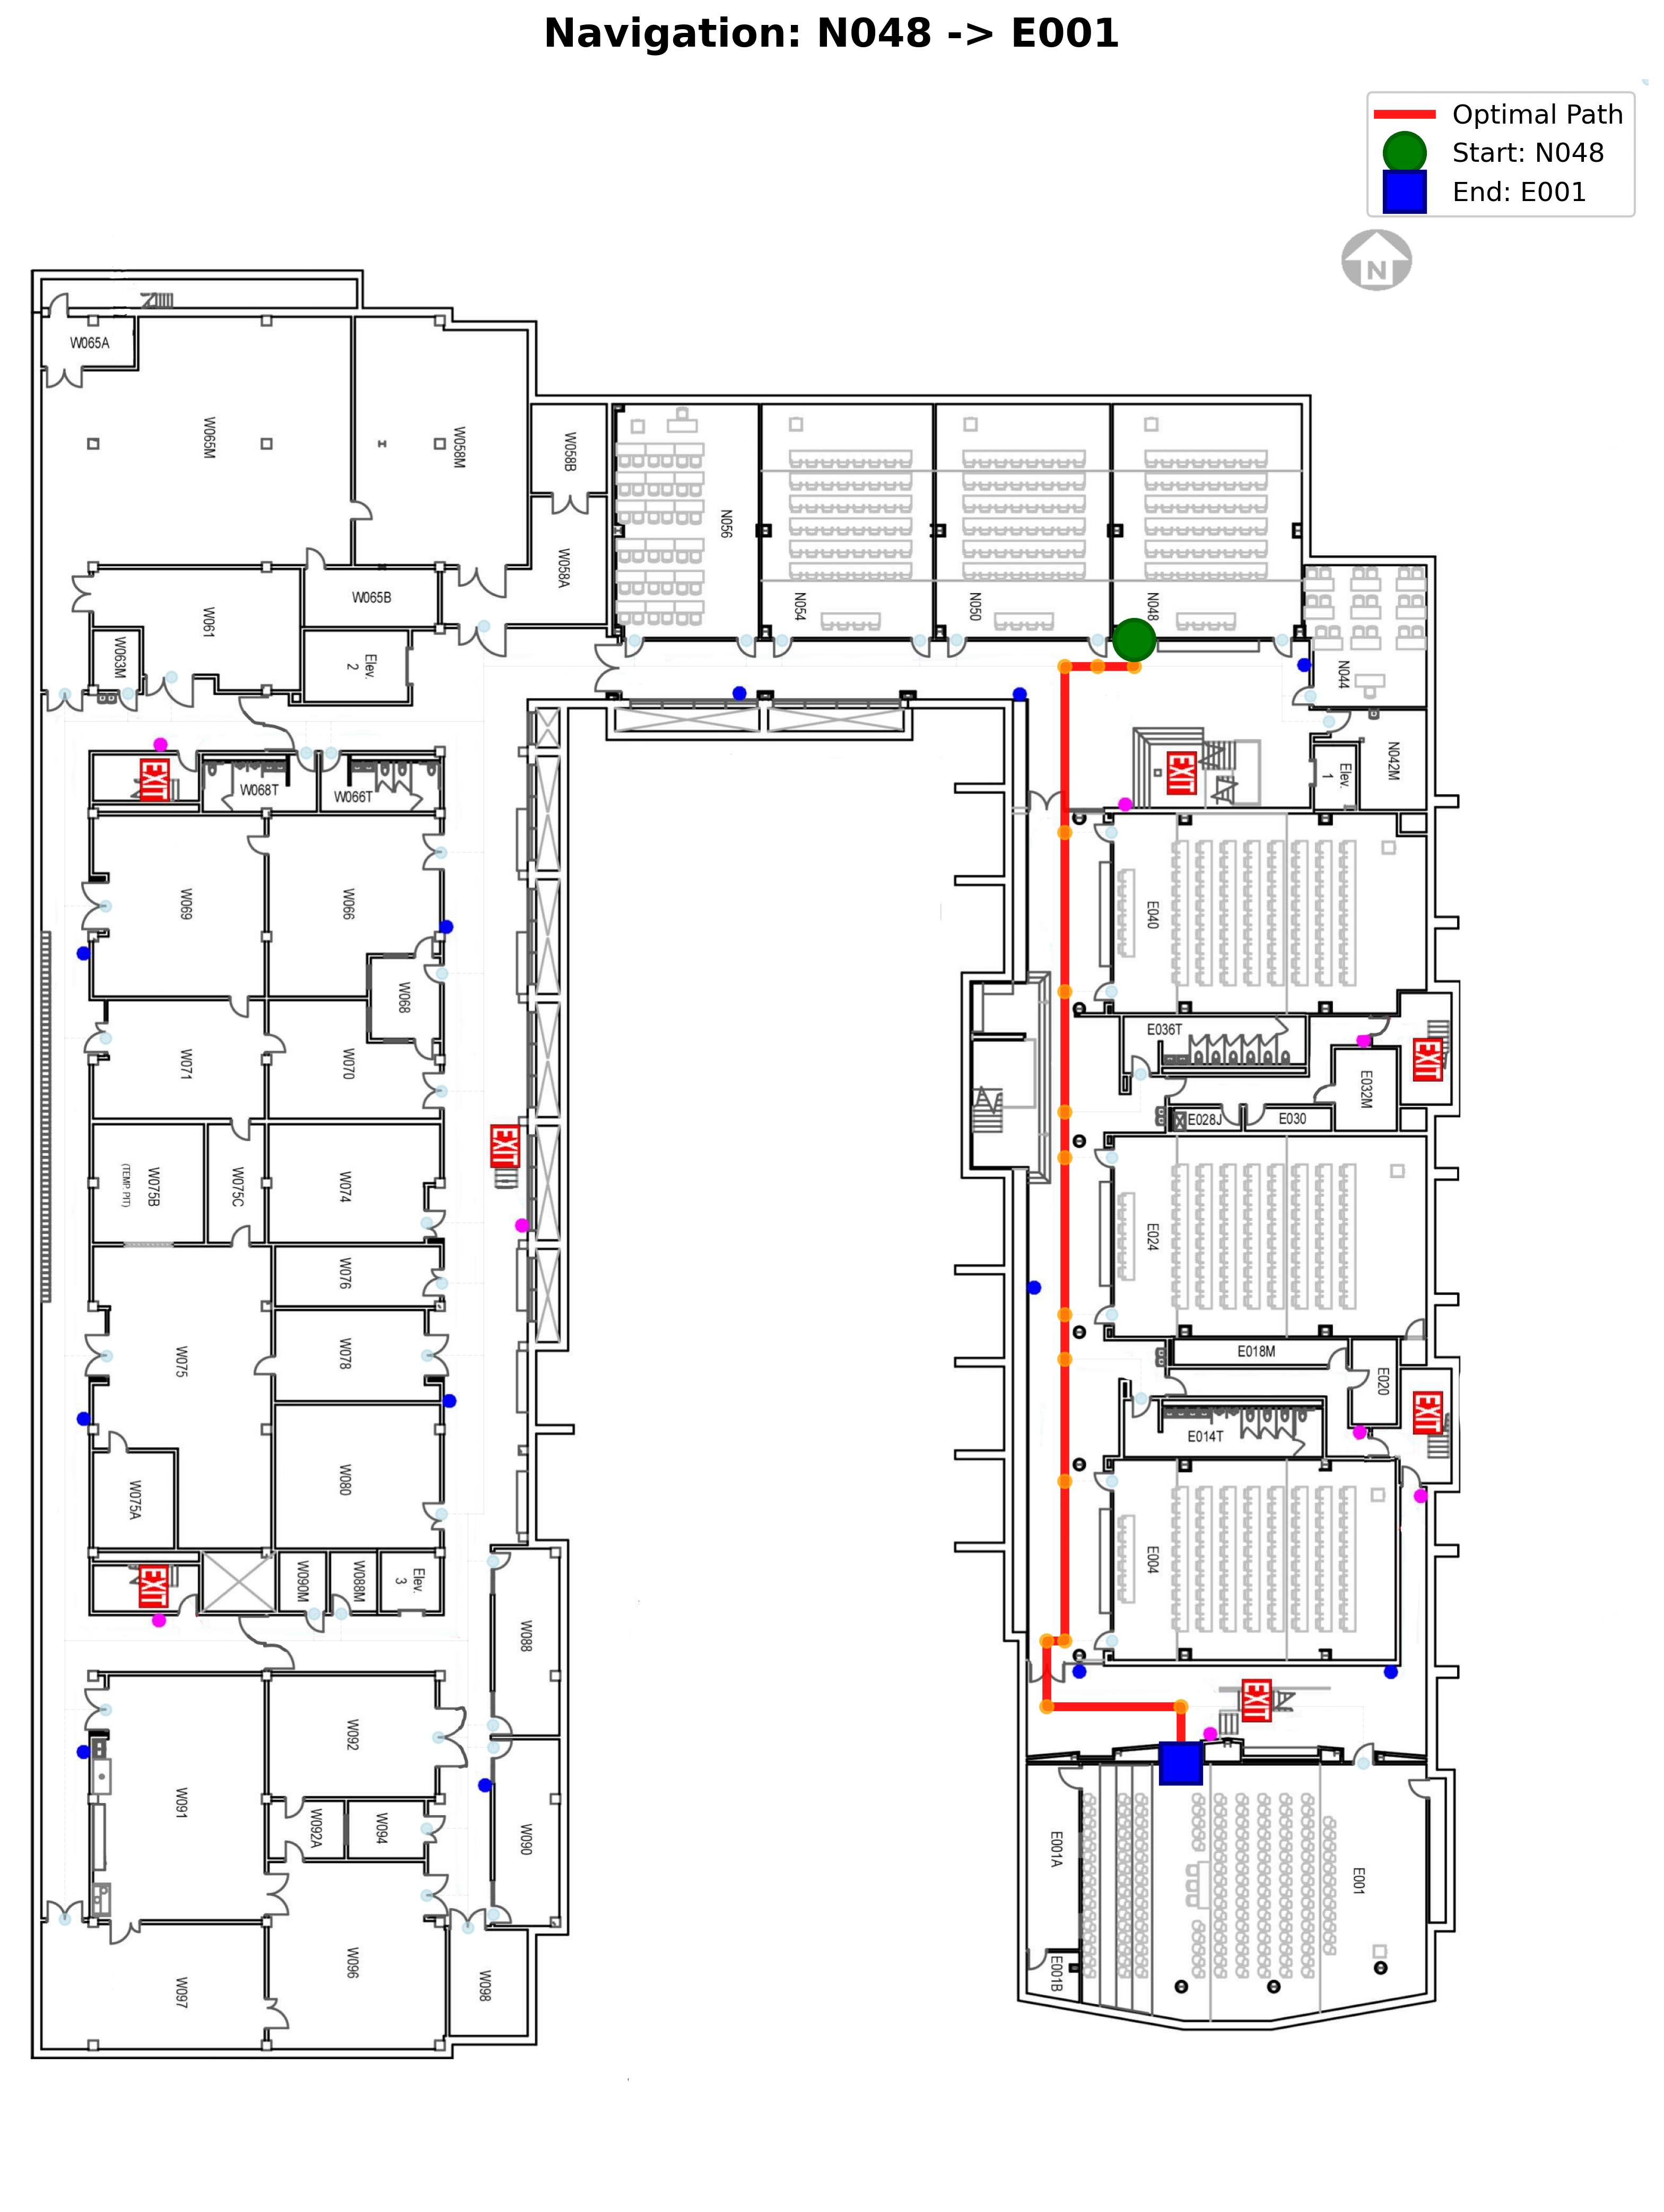 Navigation: N048 -> E001
Optimal Path
Start: N048
End: E001
N
W065A
W065M
W058M
W058B
W058A
N056
N054
N050
N048
W065B
W061
W063M
Elev.
2
N044
N042M
Elev.
1
EXIT
EXIT
W068T
W066T
W069
W066
E040
W068
W071
W070
E036T
E032M
EXIT
E028J
E030
EXIT
W075B
(TEMP. PIT)
W075C
W074
E024
W076
W075
W078
E018M
E020
EXIT
E014T
W075A
W080
E004
EXIT
W090M
W088M
Elev.
3
W088
EXIT
W092
W091
W092A
W094
W090
E001A
E001
W097
W096
W098
E001B